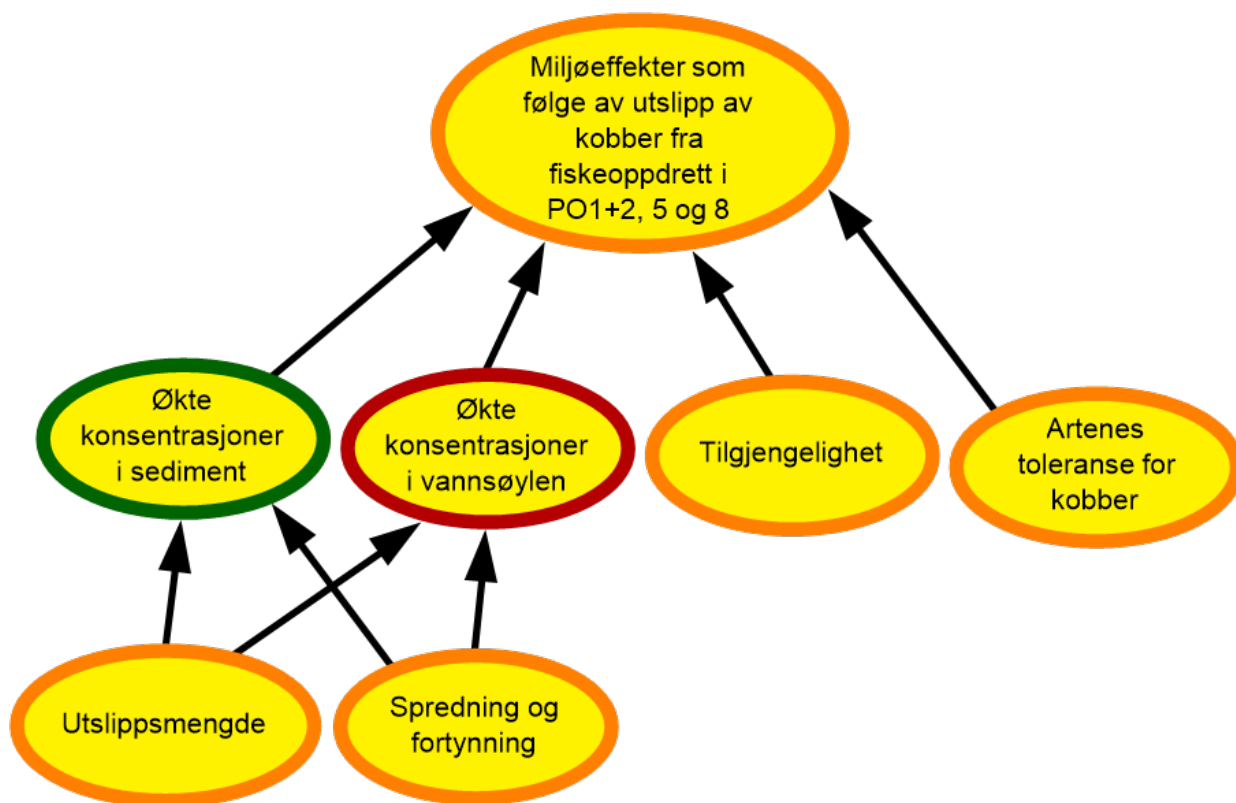 Miljøeffekter som
følge av utslipp av
kobber fra
fiskeoppdrett i
PO1+2, 5 og 8
Økte
konsentrasjoner
i sediment
Økte
konsentrasjoner
i vannsøylen
Tilgjengelighet
Artenes
toleranse for
kobber
Utslippsmengde
Spredning og
fortynning